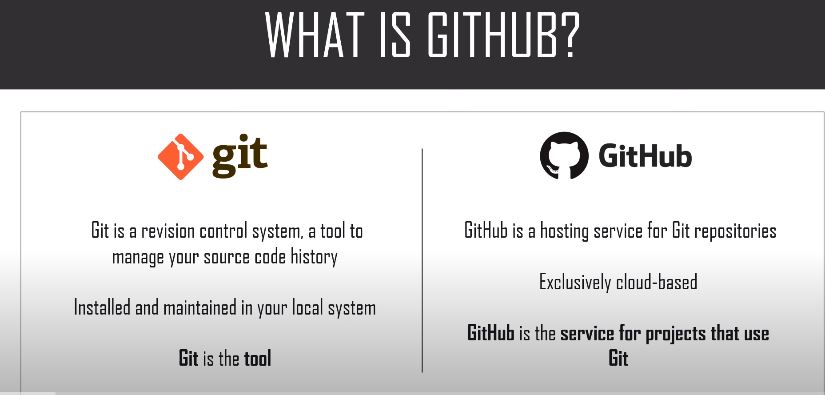 WHAT IS GITHUB?
git
Git is a revision control system, a tool to
manage your source code history
Installed and maintained in your local system
Git is the tool
GitHub
GitHub is a hosting service for Git repositories
Exclusively cloud-based
GitHub is the service for projects that use
Git